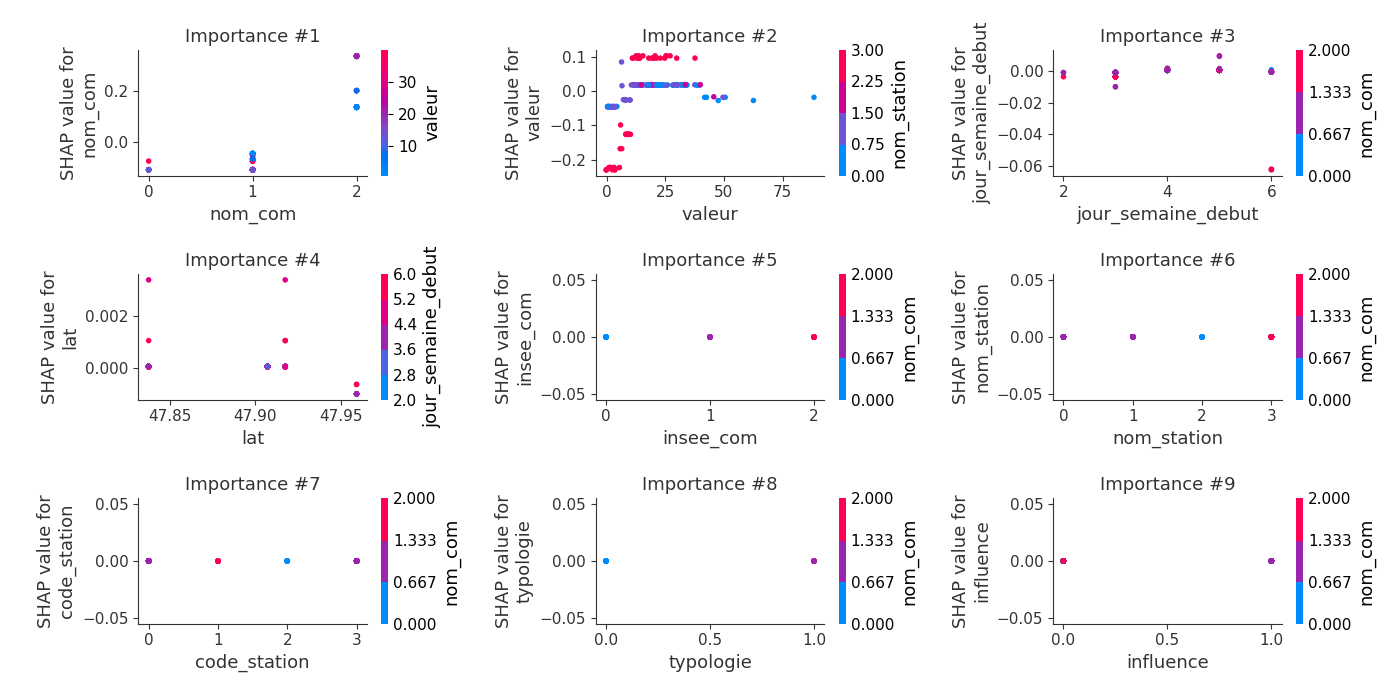 Importance #1
SHAP value for
nom_com
0.2
0.0
0
1
2
nom_com
30
20
10
valeur
Importance #2
SHAP value for
valeur
0.1
0.0
−0.1
−0.2
0
25
50
75
valeur
3.00
2.25
1.50
0.75
0.00
nom_station
Importance #3
SHAP value for
jour_semaine_debut
0.00
−0.02
−0.04
−0.06
2
4
6
jour_semaine_debut
2.000
1.333
0.667
0.000
nom_com
Importance #4
SHAP value for
lat
0.002
0.000
47.85
47.90
47.95
lat
6.0
5.2
4.4
3.6
2.8
2.0
jour_semaine_debut
Importance #5
SHAP value for
insee_com
0.05
0.00
−0.05
0
1
2
insee_com
2.000
1.333
0.667
0.000
nom_com
Importance #6
SHAP value for
nom_station
0.05
0.00
−0.05
0
1
2
3
nom_station
2.000
1.333
0.667
0.000
nom_com
Importance #7
SHAP value for
code_station
0.05
0.00
−0.05
0
1
2
3
code_station
2.000
1.333
0.667
0.000
nom_com
Importance #8
SHAP value for
typologie
0.05
0.00
−0.05
0.0
0.5
1.0
typologie
2.000
1.333
0.667
0.000
nom_com
Importance #9
SHAP value for
influence
0.05
0.00
−0.05
0.0
0.5
1.0
influence
2.000
1.333
0.667
0.000
nom_com